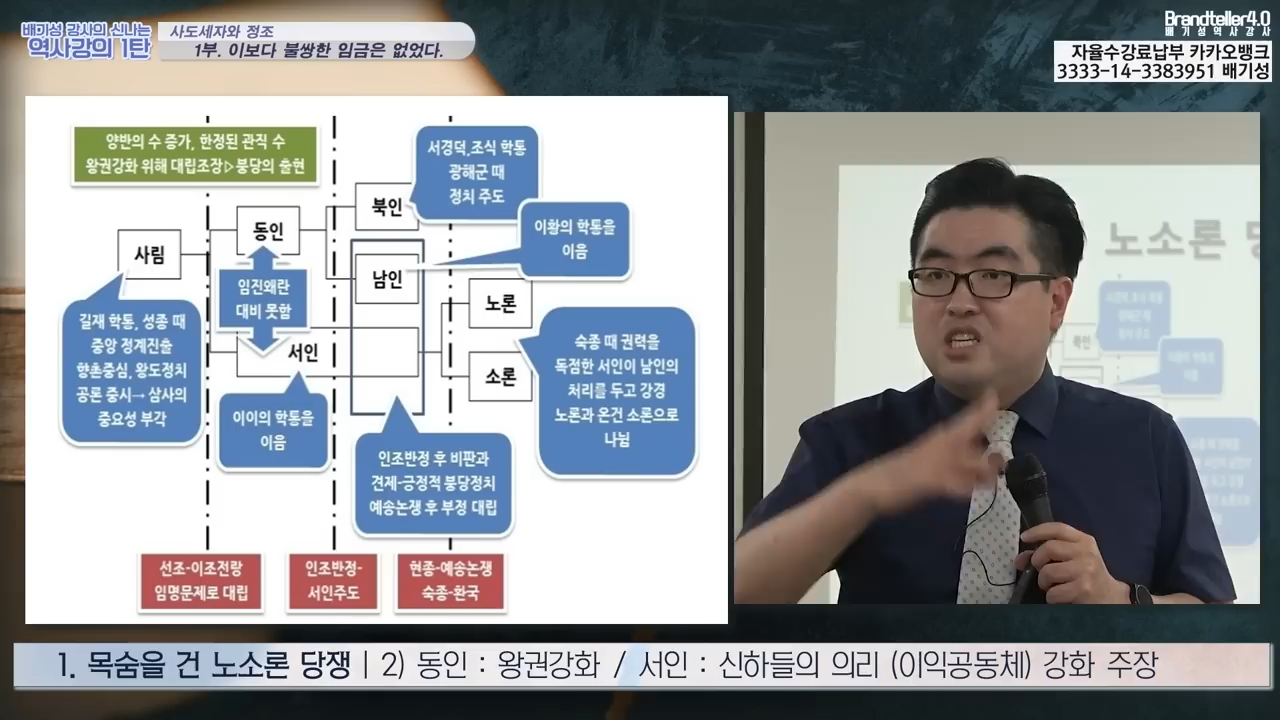 배기성 강사의 신나는
역사강의 1탄
사도세자와 정조
1부. 이보다 불쌍한 임금은 없었다.
Brandteller4.0
배기성역사강사
자율수강료납부 카카오뱅크
3333-14-3383951 배기성
양반의 수 증가, 한정된 관직 수
왕권강화 위해 대립조장▷붕당의 출현
서경덕,조식 학통
광해군 때
정치 주도
북인
동인
이황의 학통을
이음
사림
남인
임진왜란
대비 못함
노론
길재 학통, 성종 때
중앙 정계진출
향촌중심, 왕도정치
공론 중시→ 삼사의
중요성 부각
서인
소론
숙종 때 권력을
독점한 서인이 남인의
처리를 두고 강경
노론과 온건 소론으로
나뉨
이이의 학통을
이음
인조반정 후 비판과
견제-긍정적 붕당정치
예송논쟁 후 부정 대립
선조-이조전랑
임명문제로 대립
인조반정-
서인주도
현종-예송논쟁
숙종-환국
노소론
1. 목숨을 건 노소론 당쟁 | 2) 동인 : 왕권강화 / 서인 : 신하들의 의리 (이익공동체) 강화 주장